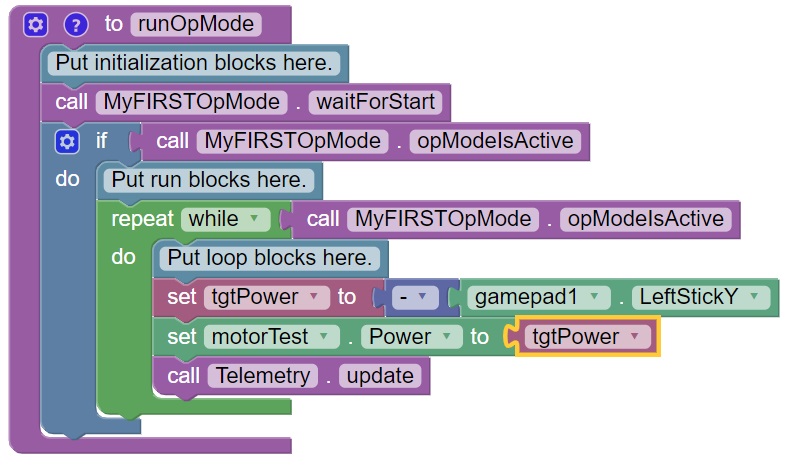 ? to runOpMode
Put initialization blocks here.
call MyFIRSTOpMode . waitForStart
if call MyFIRSTOpMode . opModeIsActive
do Put run blocks here.
repeat while call MyFIRSTOpMode . opModeIsActive
do Put loop blocks here.
set tgtPower to - gamepad1 . LeftStickY
set motorTest . Power to tgtPower
call Telemetry . update